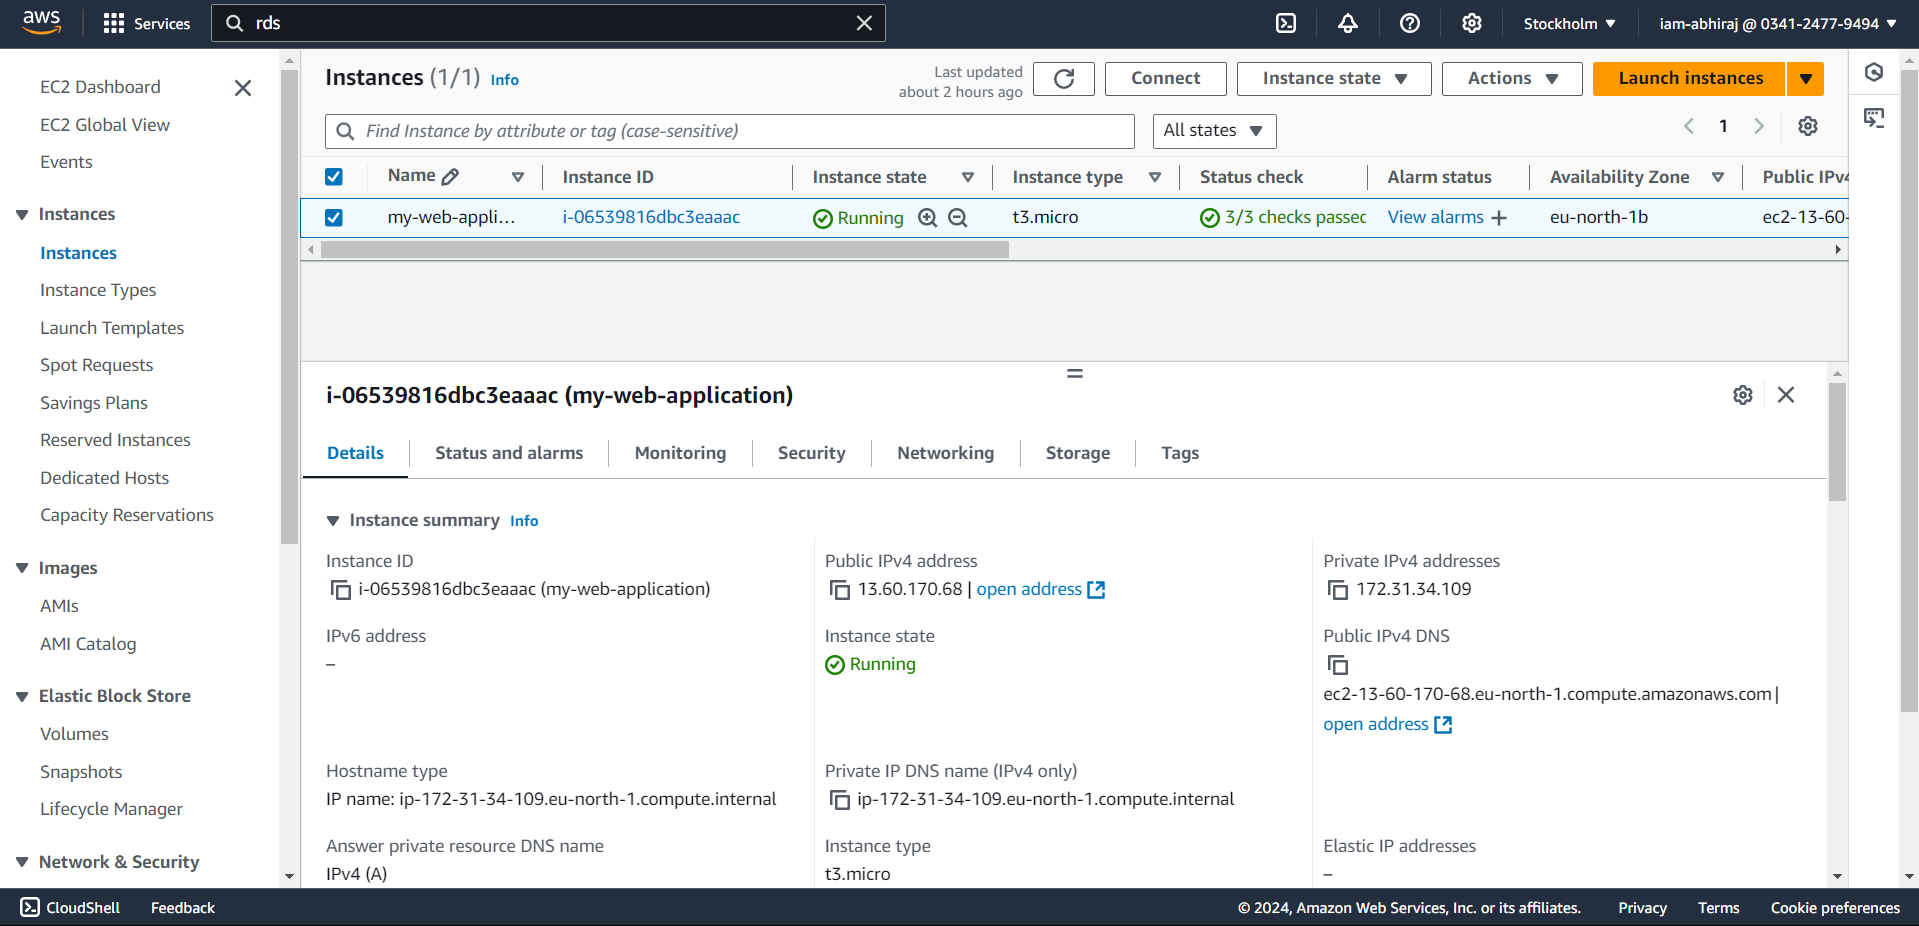 aws Services rds Stockholm iam-abhiraj @ 0341-2477-9494
EC2 Dashboard
EC2 Global View
Events
Instances
Instances
Instance Types
Launch Templates
Spot Requests
Savings Plans
Reserved Instances
Dedicated Hosts
Capacity Reservations
Images
AMIs
AMI Catalog
Elastic Block Store
Volumes
Snapshots
Lifecycle Manager
Network & Security
Instances (1/1) Info
Last updated
about 2 hours ago
Connect Instance state Actions Launch instances
Find Instance by attribute or tag (case-sensitive) All states 1
Name Instance ID Instance state Instance type Status check Alarm status Availability Zone Public IPv4
my-web-appli... i-06539816dbc3eaaac Running t3.micro 3/3 checks passec View alarms + eu-north-1b ec2-13-60-
i-06539816dbc3eaaac (my-web-application)
Details Status and alarms Monitoring Security Networking Storage Tags
Instance summary Info
Instance ID
i-06539816dbc3eaaac (my-web-application)
Public IPv4 address
13.60.170.68 | open address
Private IPv4 addresses
172.31.34.109
IPv6 address
–
Instance state
Running
Public IPv4 DNS
ec2-13-60-170-68.eu-north-1.compute.amazonaws.com |
open address
Hostname type
IP name: ip-172-31-34-109.eu-north-1.compute.internal
Private IP DNS name (IPv4 only)
ip-172-31-34-109.eu-north-1.compute.internal
Answer private resource DNS name
IPv4 (A)
Instance type
t3.micro
Elastic IP addresses
–
CloudShell Feedback © 2024, Amazon Web Services, Inc. or its affiliates. Privacy Terms Cookie preferences